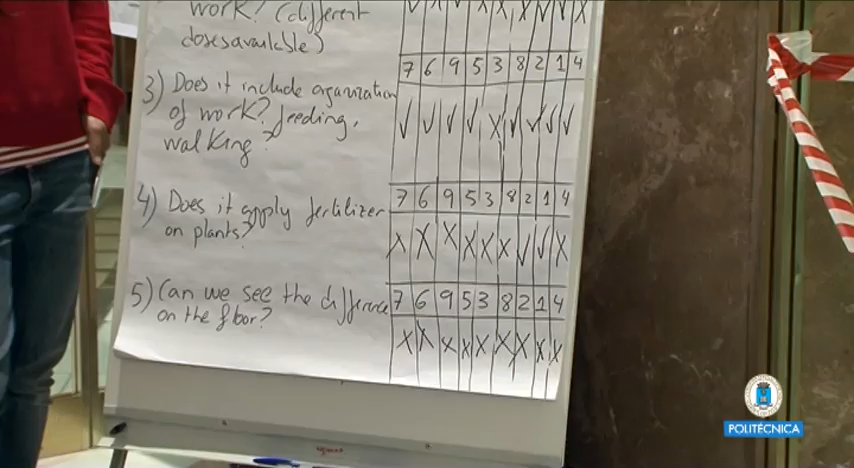 work? (different
dosesavailable)
7 6 9 5 3 8 2 1 4
3) Does it include organization
of work? feeding,
walking?
✓ ✓ ✓ ✓ X ✓ ✓ ✓ ✓
7 6 9 5 3 8 2 1 4
4) Does it apply fertilizer
on plants?
X X X X X X ✓ ✓ X
7 6 9 5 3 8 2 1 4
5) Can we see the difference
on the floor?
X X X X X X X X X
POLITÉCNICA